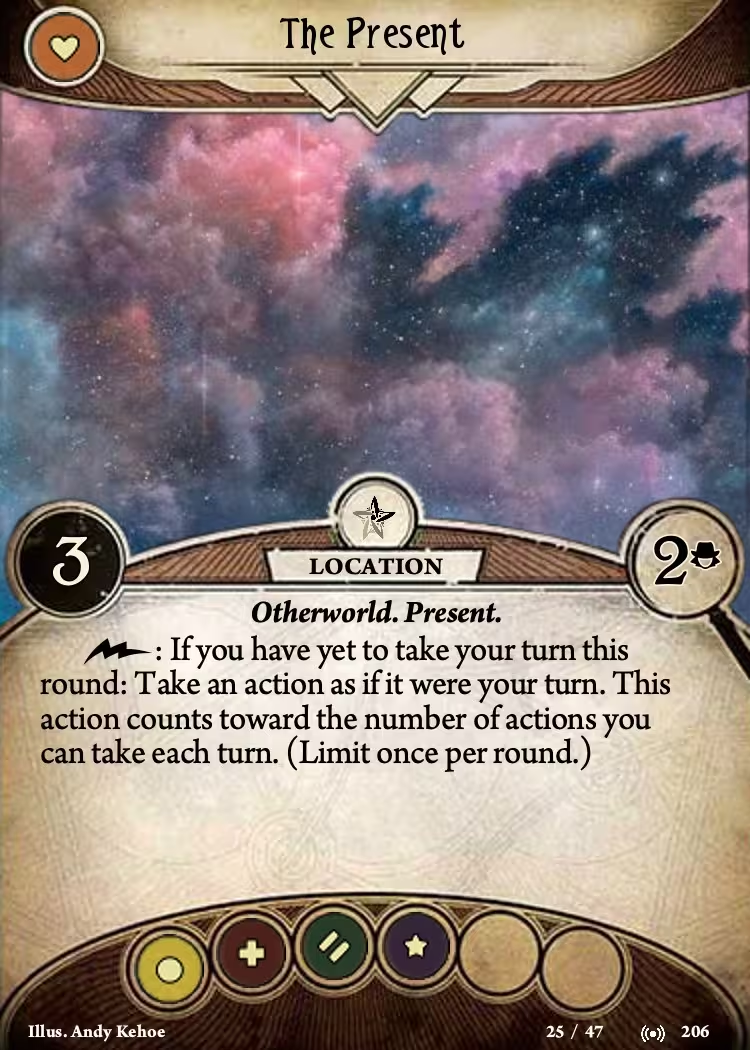 The Present
3
LOCATION
2
Otherworld. Present.
: If you have yet to take your turn this
round: Take an action as if it were your turn. This
action counts toward the number of actions you
can take each turn. (Limit once per round.)
Illus. Andy Kehoe
25 / 47
206